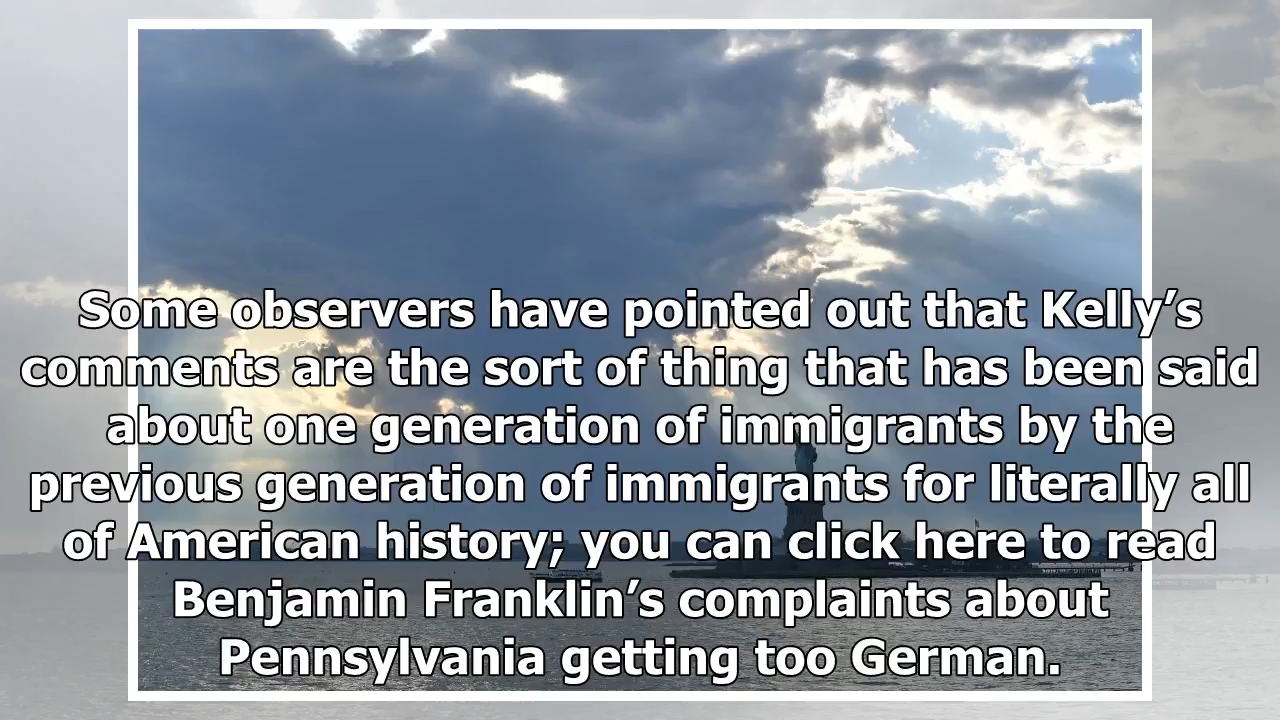 Some observers have pointed out that Kelly’s
comments are the sort of thing that has been said
about one generation of immigrants by the
previous generation of immigrants for literally all
of American history; you can click here to read
Benjamin Franklin’s complaints about
Pennsylvania getting too German.